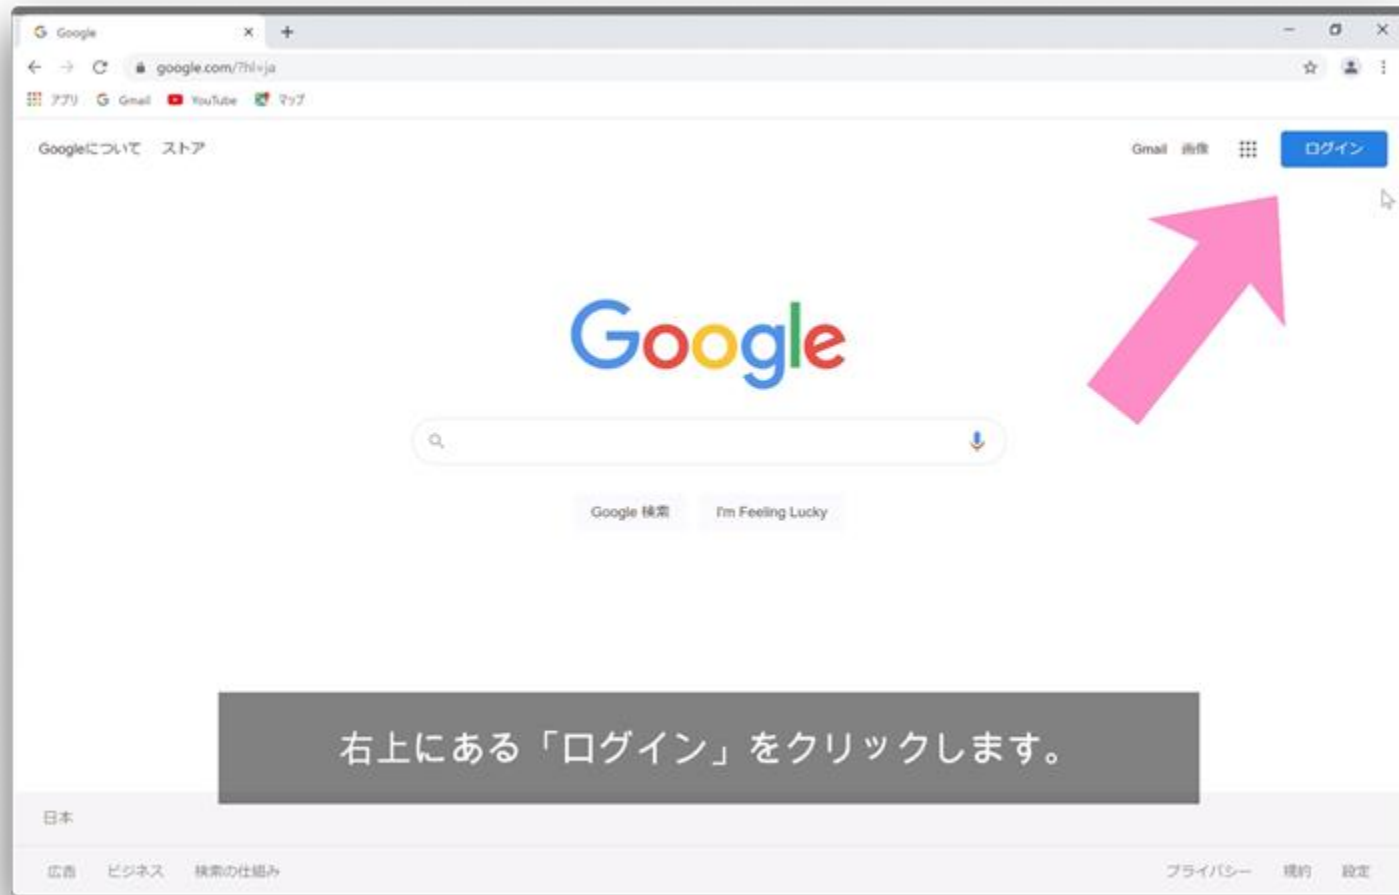 Google
google.com/?hl=ja
アプリ Gmail YouTube マップ
Googleについて ストア
Gmail 画像 ログイン
Google
Google 検索 I'm Feeling Lucky
右上にある「ログイン」をクリックします。
日本
広告 ビジネス 検索の仕組み
プライバシー 規約 設定